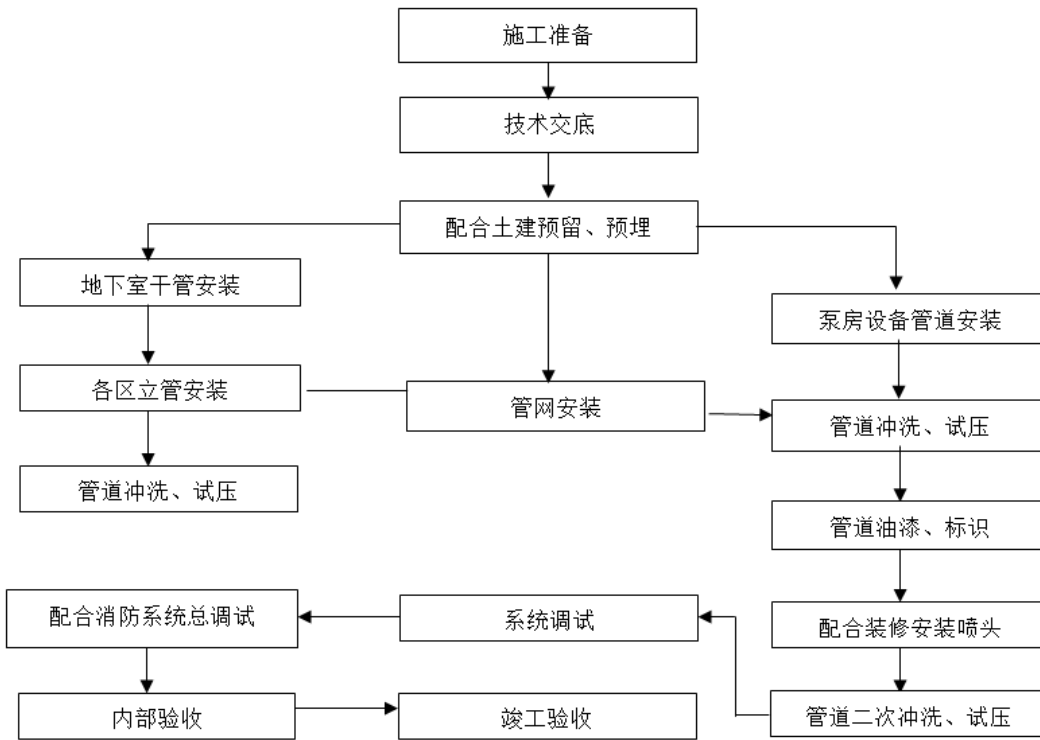 施工准备
技术交底
配合土建预留、预埋
地下室干管安装
泵房设备管道安装
各区立管安装
管网安装
管道冲洗、试压
管道冲洗、试压
管道油漆、标识
配合消防系统总调试
系统调试
配合装修安装喷头
内部验收
竣工验收
管道二次冲洗、试压